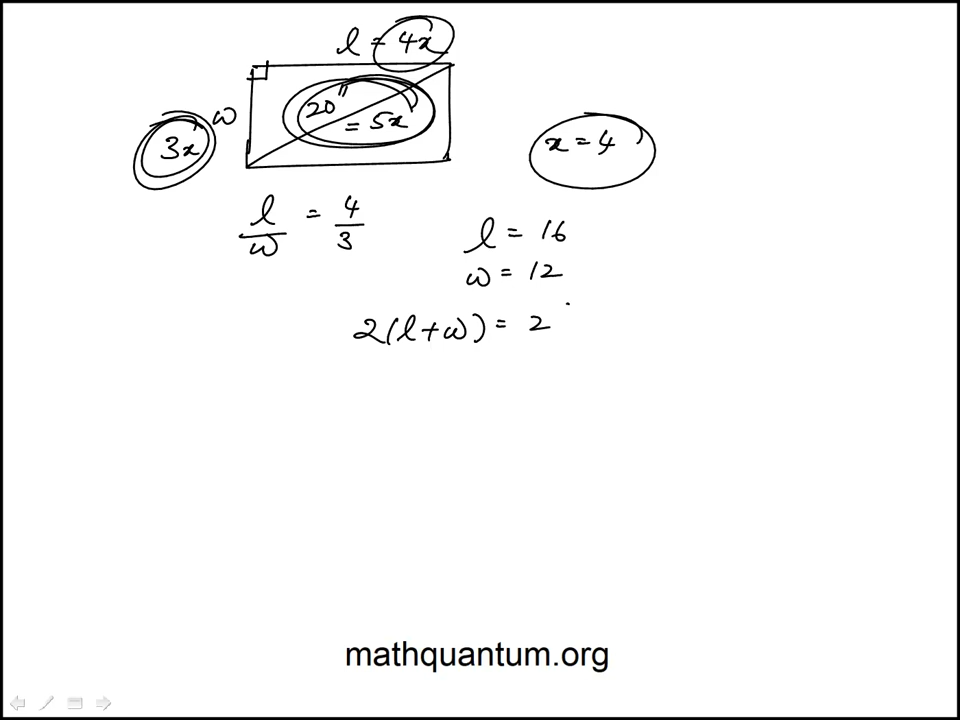 l = 4x
3x w 20" = 5x
x = 4
l/w = 4/3
l = 16
w = 12
2(l+w) = 2
mathquantum.org